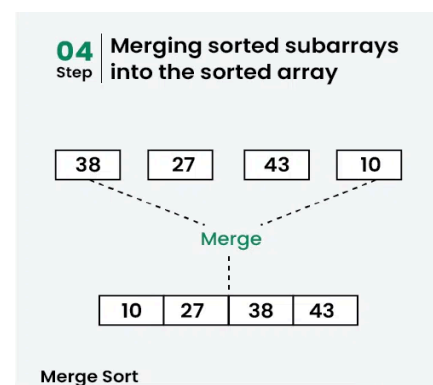 04 Merging sorted subarrays
Step into the sorted array
38 27 43 10
Merge
10 27 38 43
Merge Sort